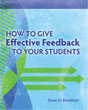 HOW TO GIVE
Effective Feedback
TO YOUR STUDENTS
Susan M. Brookhart